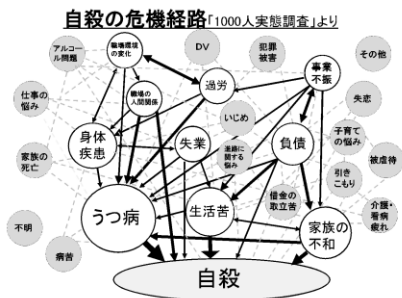 自殺の危機経路「1000人実態調査」より
アルコール問題
職場環境の変化
DV
犯罪被害
事業不振
その他
仕事の悩み
職場の人間関係
過労
失恋
いじめ
子育ての悩み
身体疾患
失業
進路に関する悩み
負債
被虐待
家族の死亡
引きこもり
うつ病
生活苦
借金の取立苦
家族の不和
介護・看病疲れ
不明
病苦
自殺